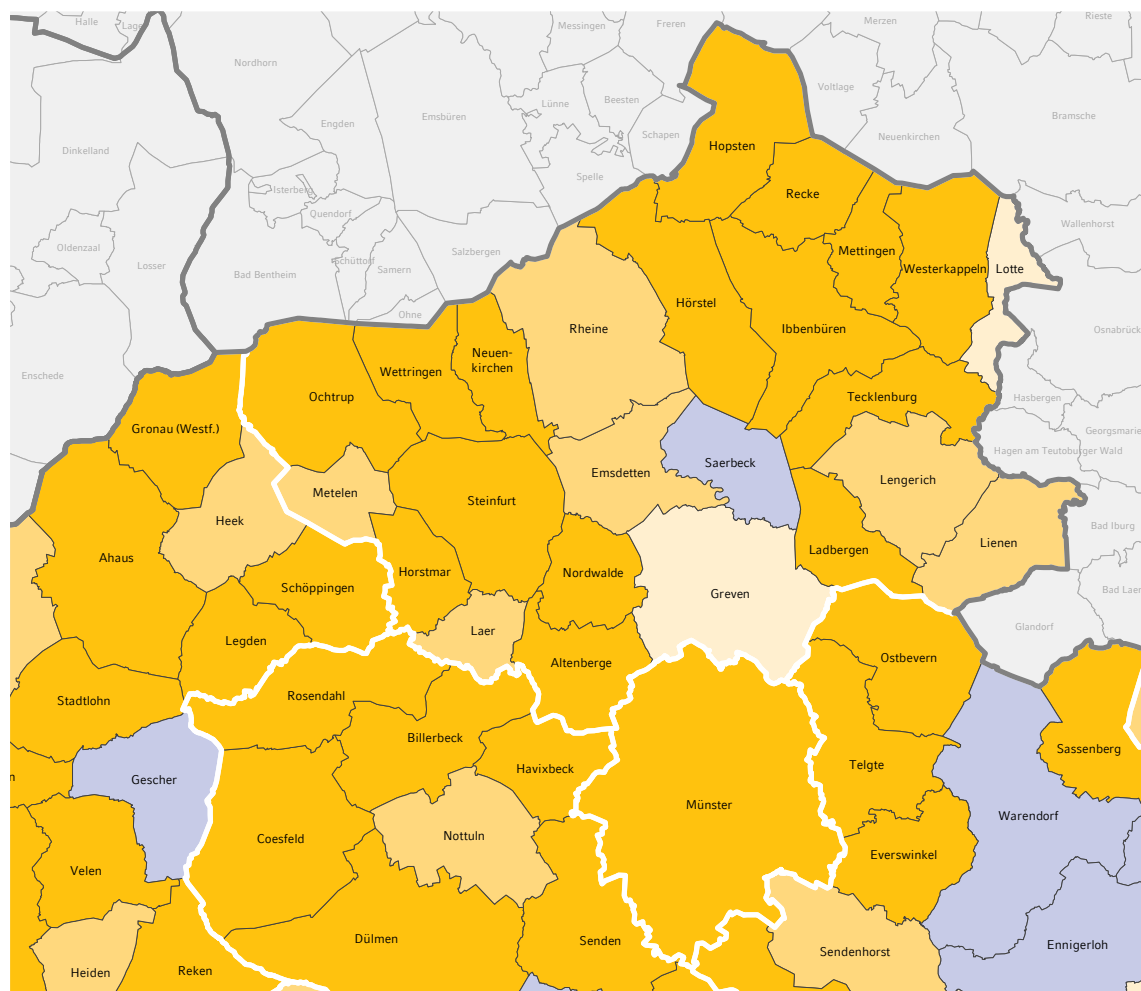 Halle
Lage
Messingen
Freren
Merzen
Rieste
Nordhorn
Voltlage
Lünne
Beesten
Emsbüren
Bramsche
Engden
Schapen
Neuenkirchen
Dinkelland
Hopsten
Spelle
Isterberg
Recke
Quendorf
Wallenhorst
Oldenzaal
Mettingen
Salzbergen
Losser
Schüttorf
Samern
Westerkappeln
Lotte
Bad Bentheim
Hörstel
Ohne
Rheine
Ibbenbüren
Osnabrück
Neuen-
kirchen
Enschede
Wettringen
Ochtrup
Tecklenburg
Hasbergen
Gronau (Westf.)
Georgsmarie
Hagen am Teutoburger Wald
Saerbeck
Emsdetten
Lengerich
Metelen
Steinfurt
Heek
Bad Iburg
Lienen
Ladbergen
Ahaus
Horstmar
Nordwalde
Schöppingen
Bad Laer
Greven
Glandorf
Laer
Legden
Ostbevern
Altenberge
Rosendahl
Stadtlohn
Billerbeck
Sassenberg
Telgte
Havixbeck
n
Gescher
Münster
Warendorf
Nottuln
Coesfeld
Everswinkel
Velen
Dülmen
Senden
Ennigerloh
Sendenhorst
Heiden
Reken